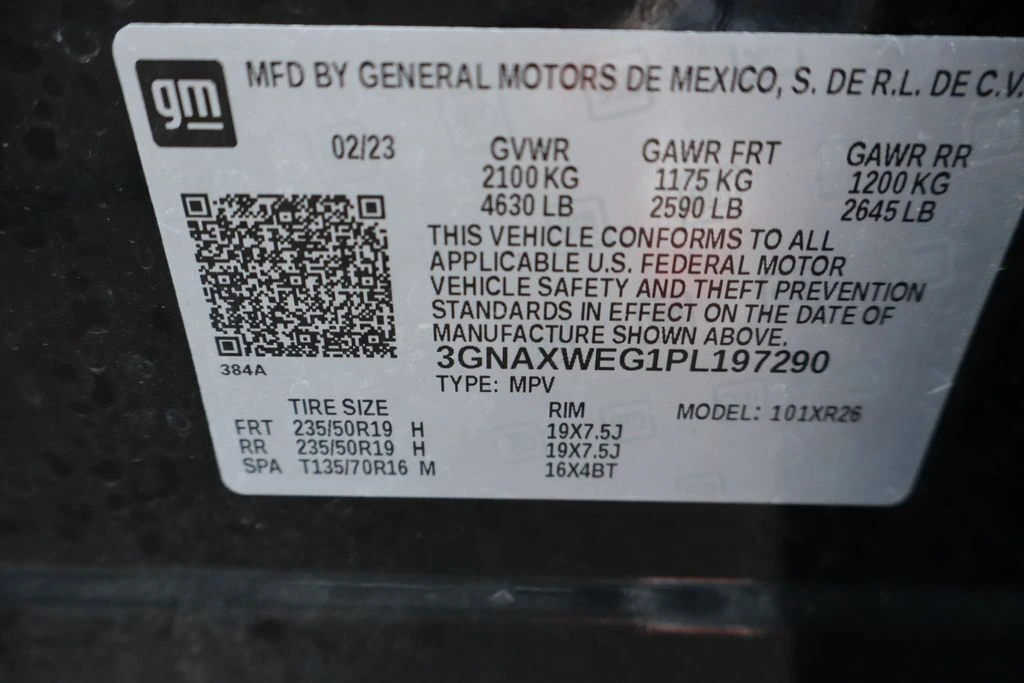 gm
MFD BY GENERAL MOTORS DE MEXICO, S. DE R.L. DE C.V.
02/23
GVWR GAWR FRT GAWR RR
2100 KG 1175 KG 1200 KG
4630 LB 2590 LB 2645 LB
THIS VEHICLE CONFORMS TO ALL
APPLICABLE U.S. FEDERAL MOTOR
VEHICLE SAFETY AND THEFT PREVENTION
STANDARDS IN EFFECT ON THE DATE OF
MANUFACTURE SHOWN ABOVE.
3GNAXWEG1PL197290
384A
TYPE: MPV
TIRE SIZE RIM MODEL: 101XR26
FRT 235/50R19 H 19X7.5J
RR 235/50R19 H 19X7.5J
SPA T135/70R16 M 16X4BT